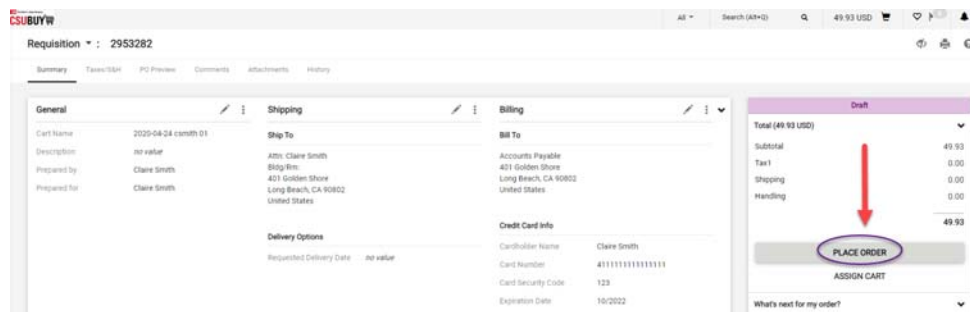 CSUBUY
All
Search (Alt+Q)
49.93 USD
Requisition : 2953282
Summary Taxes/S&H PO Preview Comments Attachments History
General
Cart Name 2020-04-24 csmith 01
Description no value
Prepared by Claire Smith
Prepared for Claire Smith
Shipping
Ship To
Attn: Claire Smith
Bldg/Rm:
401 Golden Shore
Long Beach, CA 90802
United States
Delivery Options
Requested Delivery Date no value
Billing
Bill To
Accounts Payable
401 Golden Shore
Long Beach, CA 90802
United States
Credit Card Info
Cardholder Name Claire Smith
Card Number 4111111111111111
Card Security Code 123
Expiration Date 10/2022
Draft
Total (49.93 USD)
Subtotal 49.93
Tax1 0.00
Shipping 0.00
Handling 0.00
49.93
PLACE ORDER
ASSIGN CART
What's next for my order?